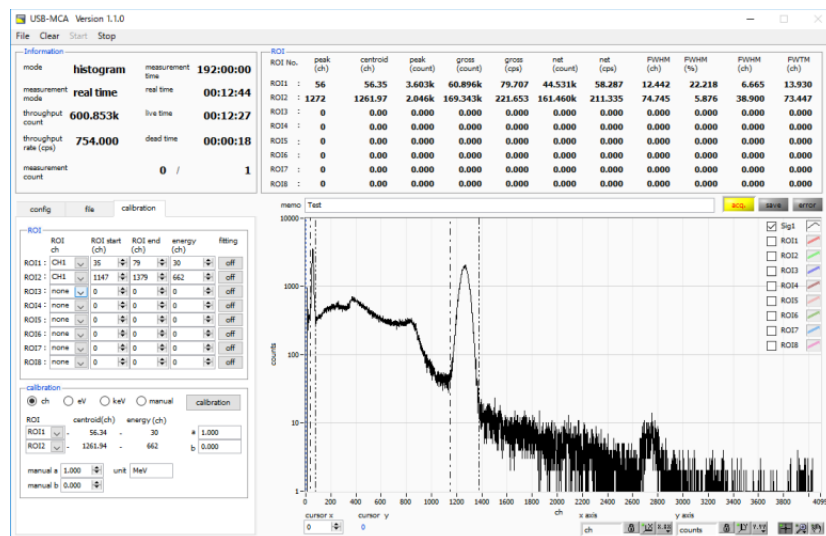 USB-MCA Version 1.1.0
File Clear Start Stop
Information
mode histogram measurement time 192:00:00
measurement mode real time real time 00:12:44
throughput count 600.853k live time 00:12:27
throughput rate (cps) 754.000 dead time 00:00:18
measurement count 0 / 1
ROI
ROI No. peak (ch) centroid (ch) peak (count) gross (count) gross (cps) net (count) net (cps) FWHM (ch) FWHM (%) FWHM (ch) FWTM (ch)
ROI1 : 56 56.35 3.603k 60.896k 79.707 44.531k 58.287 12.442 22.218 6.665 13.930
ROI2 : 1272 1261.97 2.046k 169.343k 221.653 161.460k 211.335 74.745 5.876 38.900 73.447
ROI3 : 0 0.00 0.000 0.000 0.000 0.000 0.000 0.000 0.000 0.000 0.000
ROI4 : 0 0.00 0.000 0.000 0.000 0.000 0.000 0.000 0.000 0.000 0.000
ROI5 : 0 0.00 0.000 0.000 0.000 0.000 0.000 0.000 0.000 0.000 0.000
ROI6 : 0 0.00 0.000 0.000 0.000 0.000 0.000 0.000 0.000 0.000 0.000
ROI7 : 0 0.00 0.000 0.000 0.000 0.000 0.000 0.000 0.000 0.000 0.000
ROI8 : 0 0.00 0.000 0.000 0.000 0.000 0.000 0.000 0.000 0.000 0.000
config file calibration
ROI
ROI ch ROI start (ch) ROI end (ch) energy (ch) fitting
ROI1 : CH1 35 79 30 off
ROI2 : CH1 1147 1379 662 off
ROI3 : none 0 0 0 off
ROI4 : none 0 0 0 off
ROI5 : none 0 0 0 off
ROI6 : none 0 0 0 off
ROI7 : none 0 0 0 off
ROI8 : none 0 0 0 off
calibration
ch eV keV manual calibration
ROI centroid(ch) energy (ch)
ROI1 - 56.34 - 30 a 1.000
ROI2 - 1261.94 - 662 b 0.000
manual a 1.000 unit MeV
manual b 0.000
memo Test acq. save error
10000
1000
100
10
1
counts
Sig1
ROI1
ROI2
ROI3
ROI4
ROI5
ROI6
ROI7
ROI8
0 200 400 600 800 1000 1200 1400 1600 1800 2000 2200 2400 2600 2800 3000 3200 3400 3600 3800 4095
ch
cursor x cursor y x axis y axis
0 0 ch counts